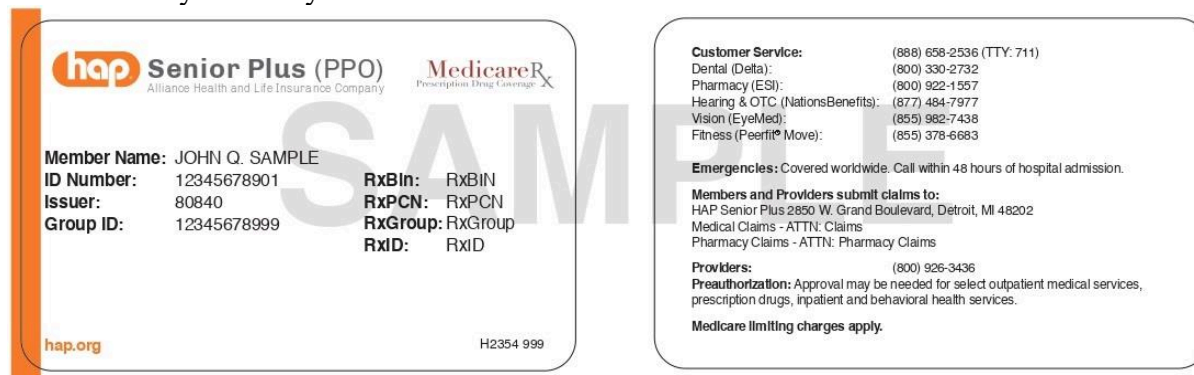 hap Senior Plus (PPO)
Alliance Health and Life Insurance Company
MedicareRx
Prescription Drug Coverage
SAMPLE
Member Name: JOHN Q. SAMPLE
ID Number: 12345678901
Issuer: 80840
Group ID: 12345678999
RxBin: RxBIN
RxPCN: RxPCN
RxGroup: RxGroup
RxID: RxID
hap.org
H2354 999
Customer Service: (888) 658-2536 (TTY: 711)
Dental (Delta): (800) 330-2732
Pharmacy (ESI): (800) 922-1557
Hearing & OTC (NationsBenefits): (877) 484-7977
Vision (EyeMed): (855) 982-7438
Fitness (Peerfit® Move): (855) 378-6683
Emergencies: Covered worldwide. Call within 48 hours of hospital admission.
Members and Providers submit claims to:
HAP Senior Plus 2850 W. Grand Boulevard, Detroit, MI 48202
Medical Claims - ATTN: Claims
Pharmacy Claims - ATTN: Pharmacy Claims
Providers: (800) 926-3436
Preauthorization: Approval may be needed for select outpatient medical services,
prescription drugs, inpatient and behavioral health services.
Medicare limiting charges apply.